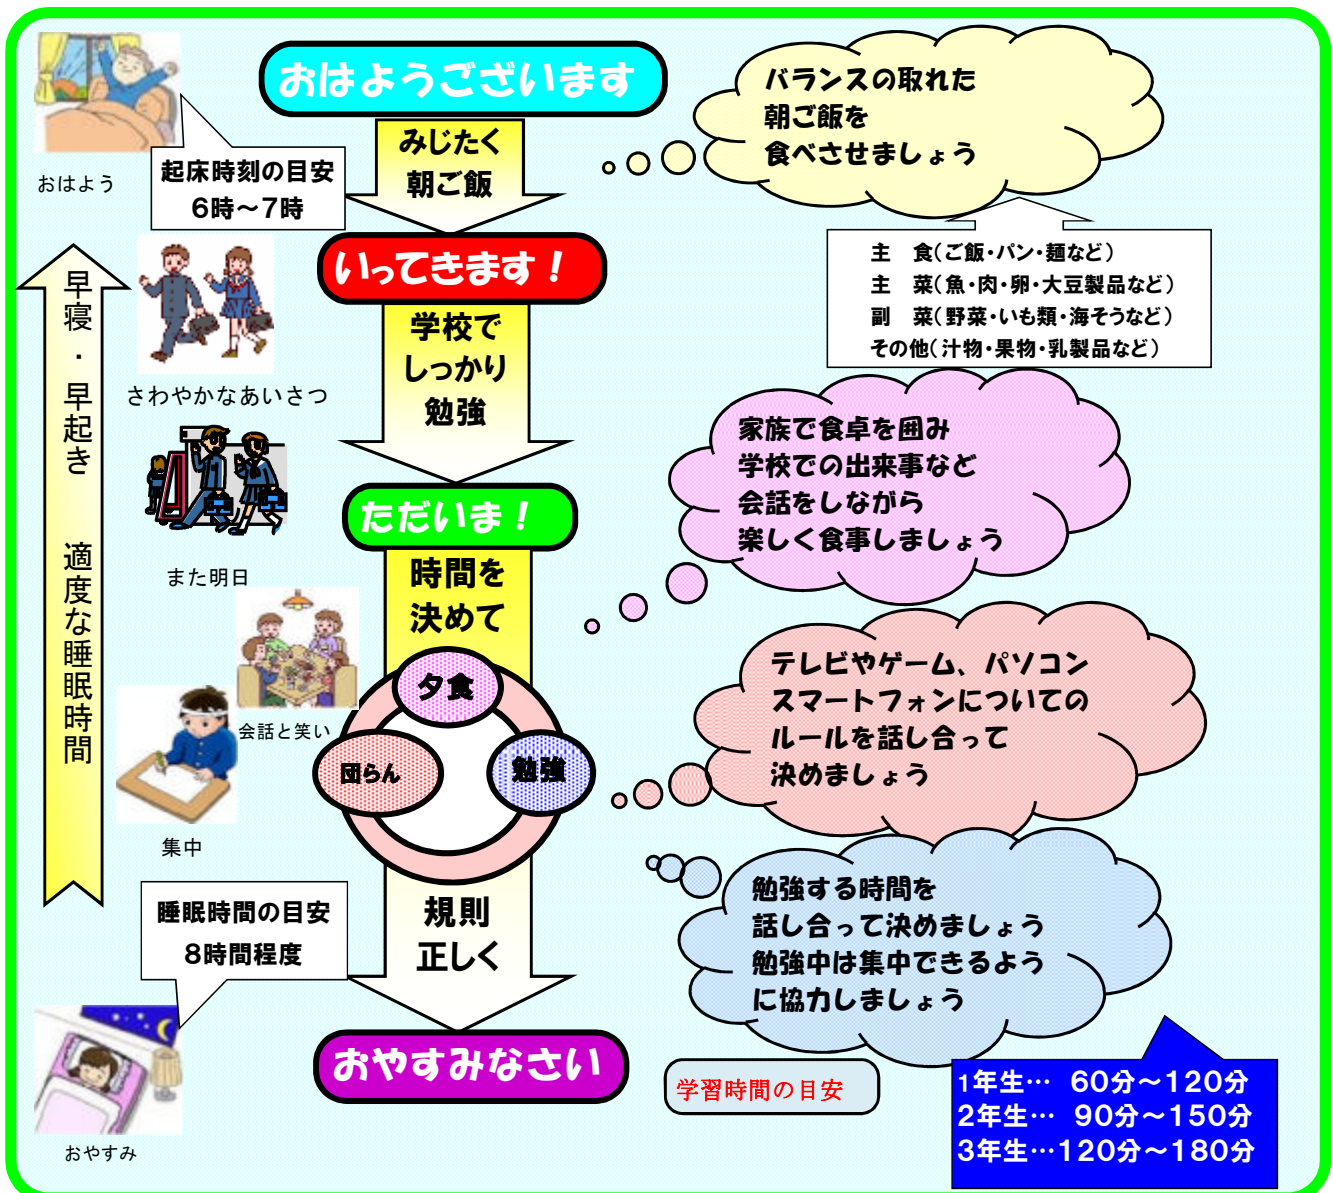 おはようございます
おはよう
起床時刻の目安
6時～7時
みじたく
朝ご飯
バランスの取れた
朝ご飯を
食べさせましょう
主　食（ご飯・パン・麺など）
主　菜（魚・肉・卵・大豆製品など）
副　菜（野菜・いも類・海そうなど）
その他（汁物・果物・乳製品など）
いってきます！
さわやかなあいさつ
学校で
しっかり
勉強
早寝・早起き　適度な睡眠時間
ただいま！
また明日
家族で食卓を囲み
学校での出来事など
会話をしながら
楽しく食事しましょう
時間を
決めて
夕食
団らん
勉強
会話と笑い
集中
テレビやゲーム、パソコン
スマートフォンについての
ルールを話し合って
決めましょう
勉強する時間を
話し合って決めましょう
勉強中は集中できるよう
に協力しましょう
規則
正しく
睡眠時間の目安
8時間程度
おやすみなさい
おやすみ
学習時間の目安
1年生… 60分～120分
2年生… 90分～150分
3年生…120分～180分